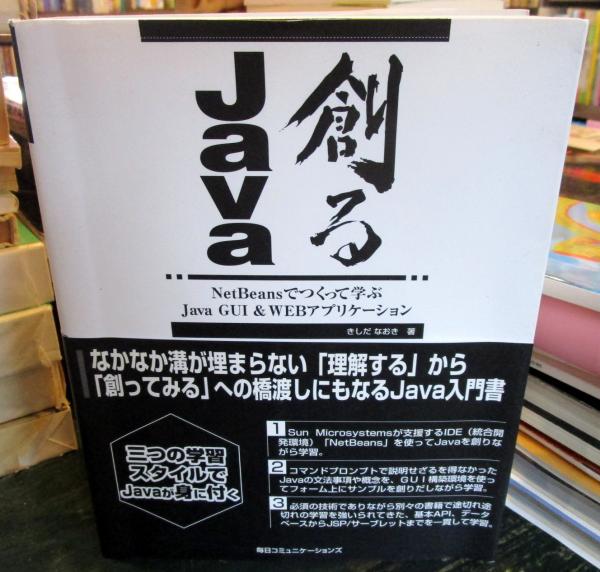 創る
Java
NetBeansでつくって学ぶ
Java GUI & WEBアプリケーション
きしだ なおき 著
なかなか溝が埋まらない「理解する」から
「創ってみる」への橋渡しにもなるJava入門書
三つの学習
スタイルで
Javaが身に付く
1 Sun Microsystemsが支援するIDE（統合開
発環境）「NetBeans」を使ってJavaを創りな
がら学習。
2 コマンドプロンプトで説明せざるを得なかった
Javaの文法事項や概念を、GUI構築環境を使っ
てフォーム上にサンプルを創りだしながら学習。
3 必須の技術でありながら別々の書籍で途切れ途
切れの学習を強いられてきた、基本API、データ
ベースからJSP/サーブレットまでを一貫して学習。
毎日コミュニケーションズ